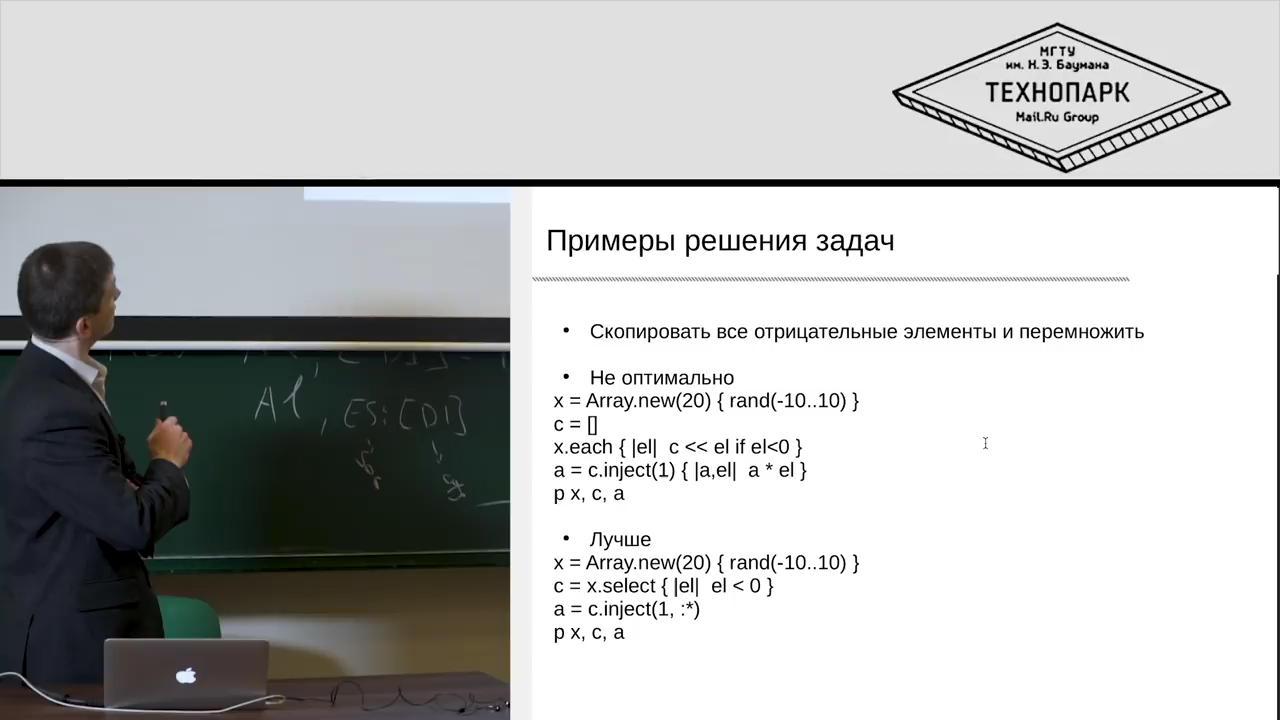 МГТУ
им. Н.Э. Баумана
ТЕХНОПАРК
Mail.Ru Group
Примеры решения задач
• Скопировать все отрицательные элементы и перемножить
• Не оптимально
x = Array.new(20) { rand(-10..10) }
c = []
x.each { |el|  c << el if el<0 }
a = c.inject(1) { |a,el|  a * el }
p x, c, a
• Лучше
x = Array.new(20) { rand(-10..10) }
c = x.select { |el|  el < 0 }
a = c.inject(1, :*)
p x, c, a